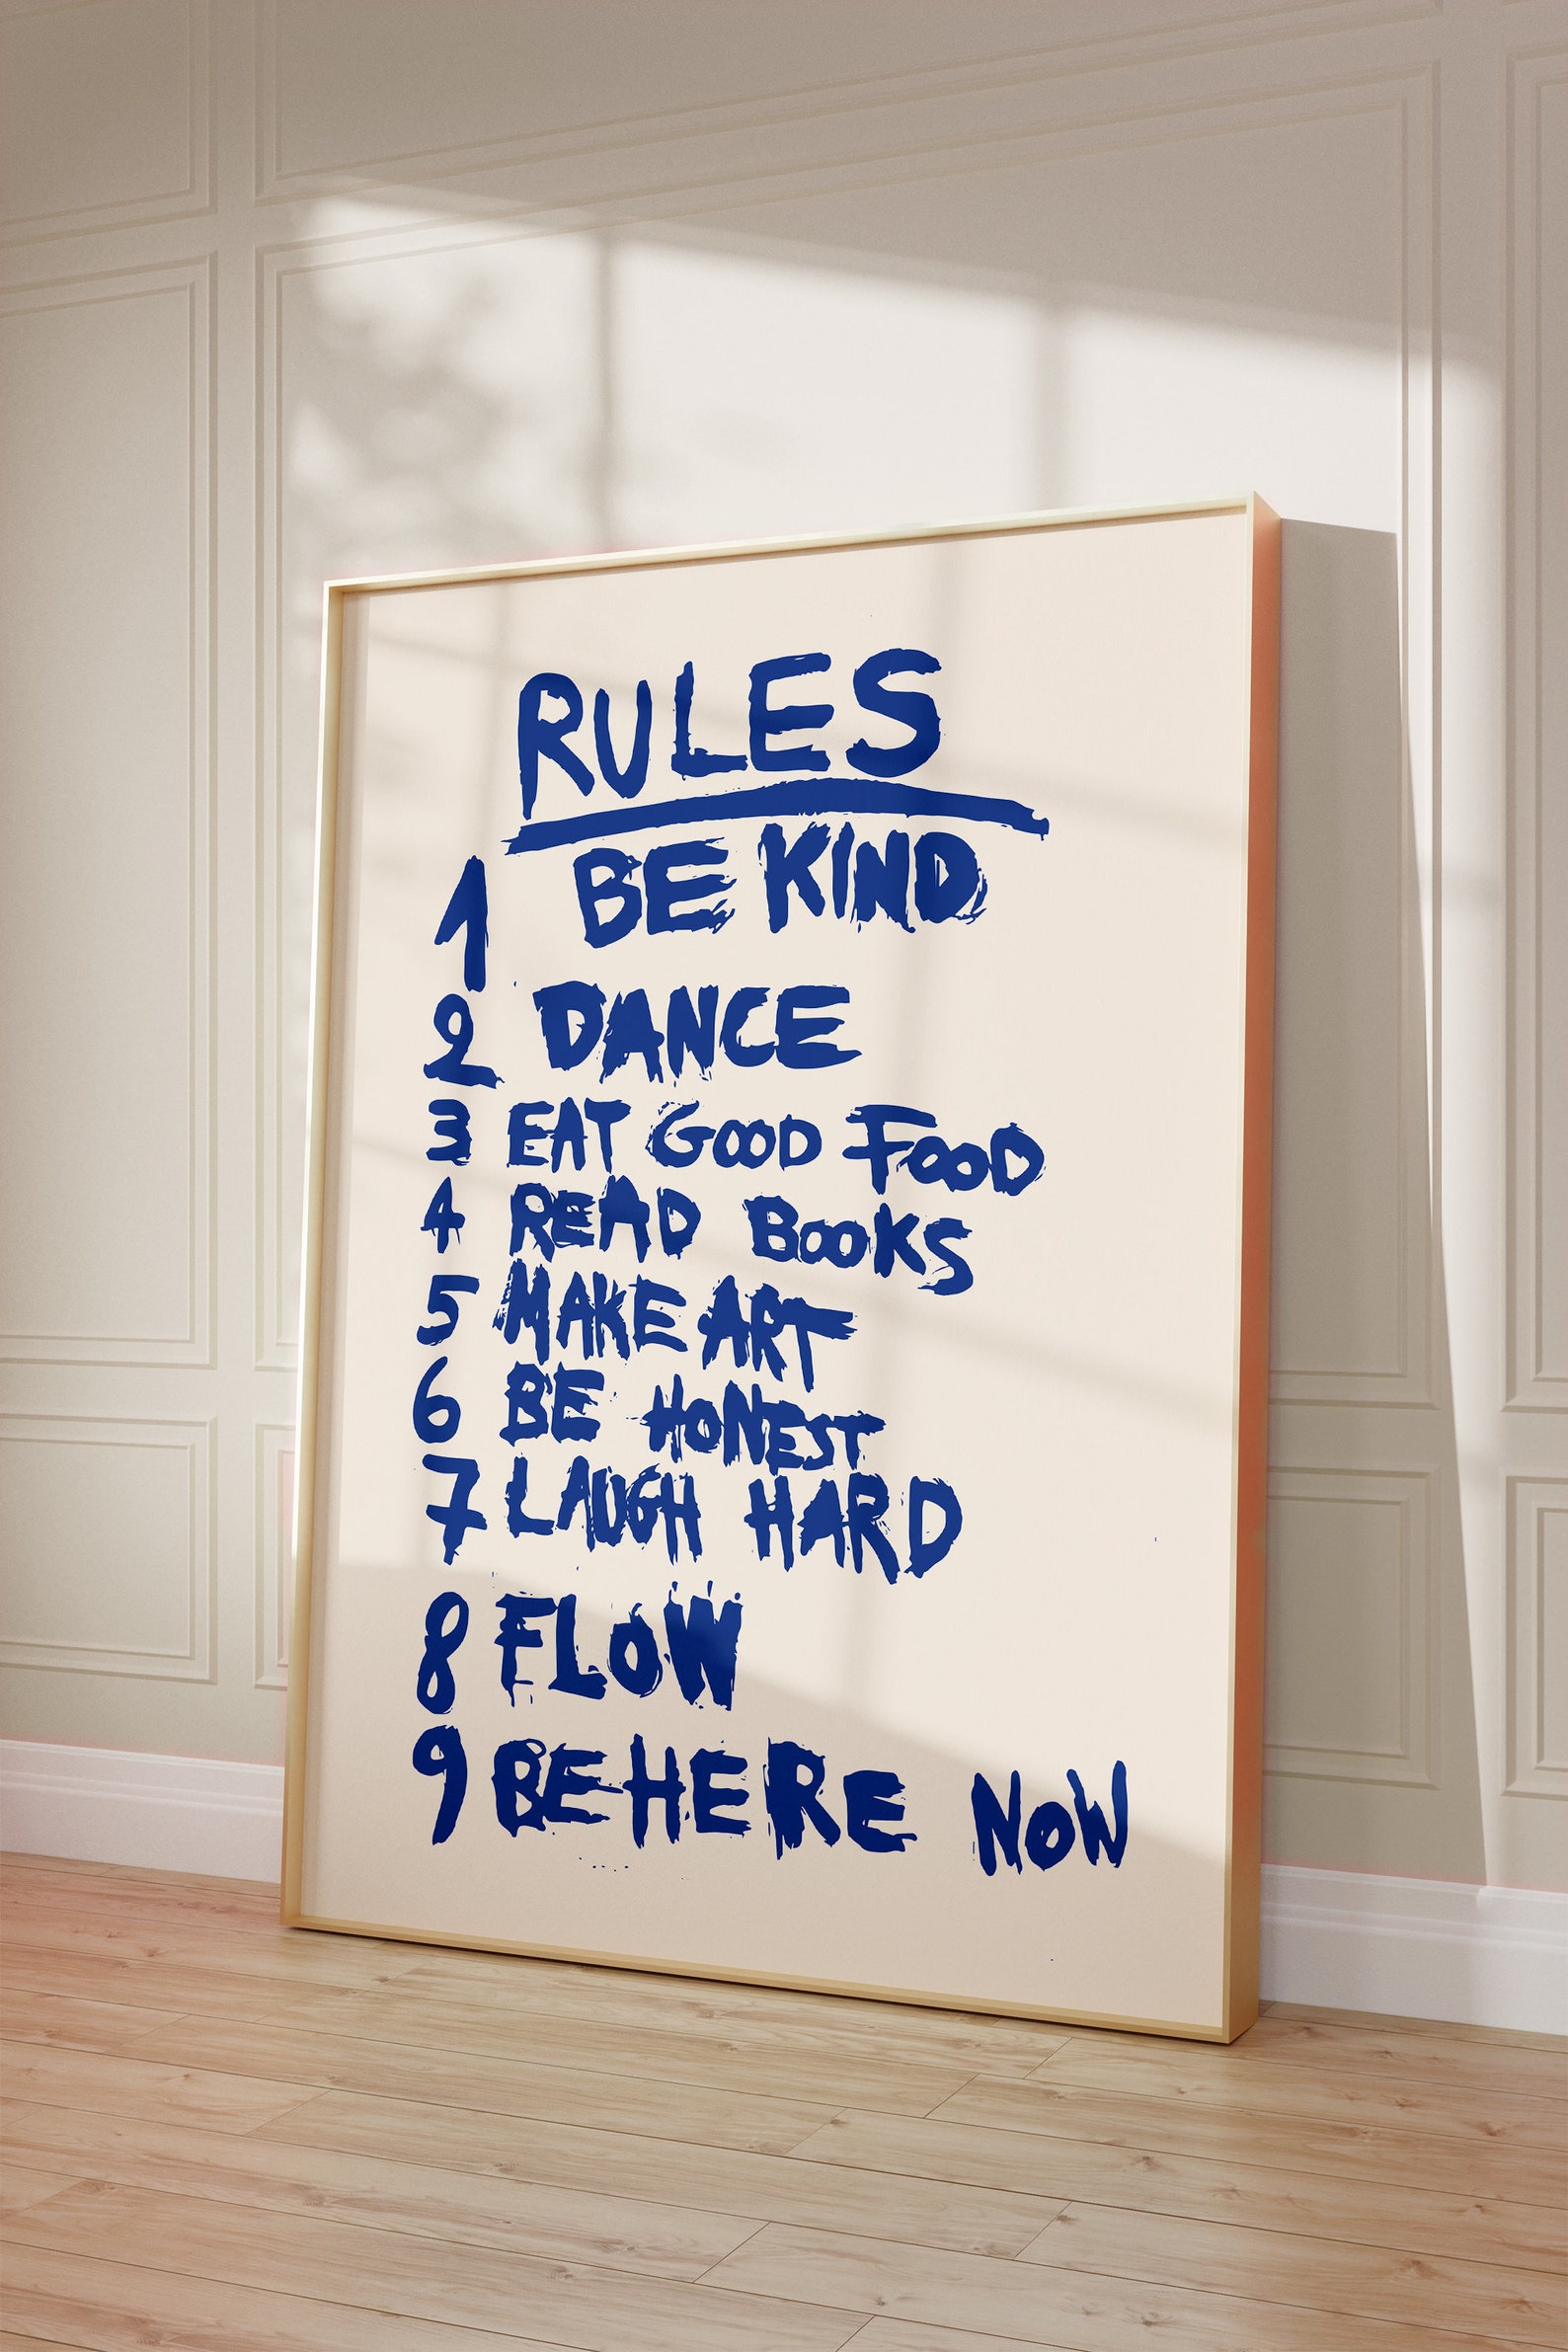 RULES
1 BE KIND
2 DANCE
3 EAT GOOD FOOD
4 READ BOOKS
5 MAKE ART
6 BE HONEST
7 LAUGH HARD
8 FLOW
9 BE HERE NOW